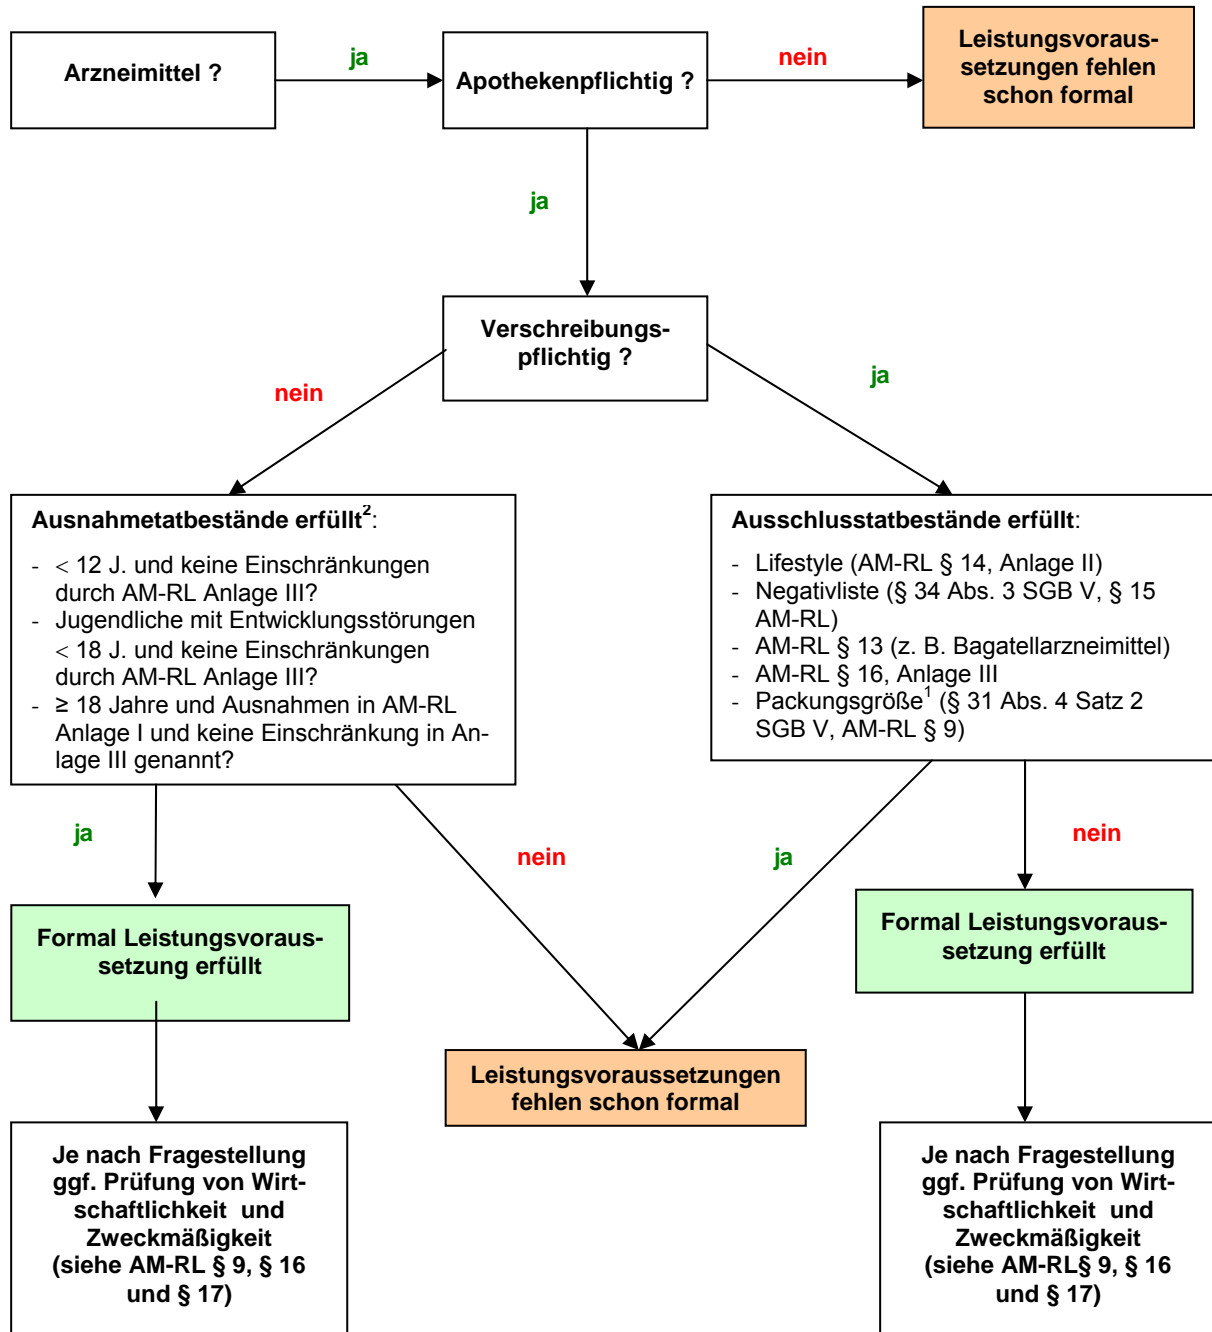 Arzneimittel ?
ja
Apothekenpflichtig ?
nein
Leistungsvoraus-
setzungen fehlen
schon formal
ja
Verschreibungs-
pflichtig ?
nein
ja
Ausnahmetatbestände erfüllt²:
- < 12 J. und keine Einschränkungen
durch AM-RL Anlage III?
- Jugendliche mit Entwicklungsstörungen
< 18 J. und keine Einschränkungen
durch AM-RL Anlage III?
- ≥ 18 Jahre und Ausnahmen in AM-RL
Anlage I und keine Einschränkung in An-
lage III genannt?
Ausschlusstatbestände erfüllt:
- Lifestyle (AM-RL § 14, Anlage II)
- Negativliste (§ 34 Abs. 3 SGB V, § 15
AM-RL)
- AM-RL § 13 (z. B. Bagatellarzneimittel)
- AM-RL § 16, Anlage III
- Packungsgröße¹ (§ 31 Abs. 4 Satz 2
SGB V, AM-RL § 9)
ja
nein
ja
nein
Formal Leistungsvoraus-
setzung erfüllt
Formal Leistungsvoraus-
setzung erfüllt
Leistungsvoraussetzungen
fehlen schon formal
Je nach Fragestellung
ggf. Prüfung von Wirt-
schaftlichkeit und
Zweckmäßigkeit
(siehe AM-RL § 9, § 16
und § 17)
Je nach Fragestellung
ggf. Prüfung von Wirt-
schaftlichkeit und
Zweckmäßigkeit
(siehe AM-RL§ 9, § 16
und § 17)